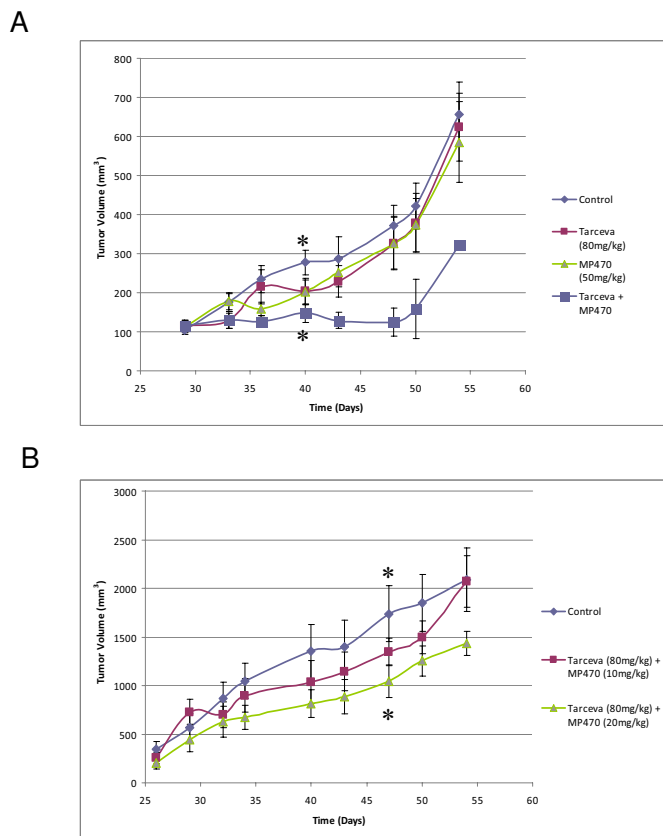 A
800
700
600
500
400
300
200
100
0
Tumor Volume (mm³)
*
*
25 30 35 40 45 50 55 60
Time (Days)
Control
Tarceva
(80mg/kg)
MP470
(50mg/kg)
Tarceva +
MP470
B
3000
2500
2000
1500
1000
500
0
Tumor Volume (mm³)
*
*
25 30 35 40 45 50 55 60
Time (Days)
Control
Tarceva (80mg/kg) +
MP470 (10mg/kg)
Tarceva (80mg/kg) +
MP470 (20mg/kg)